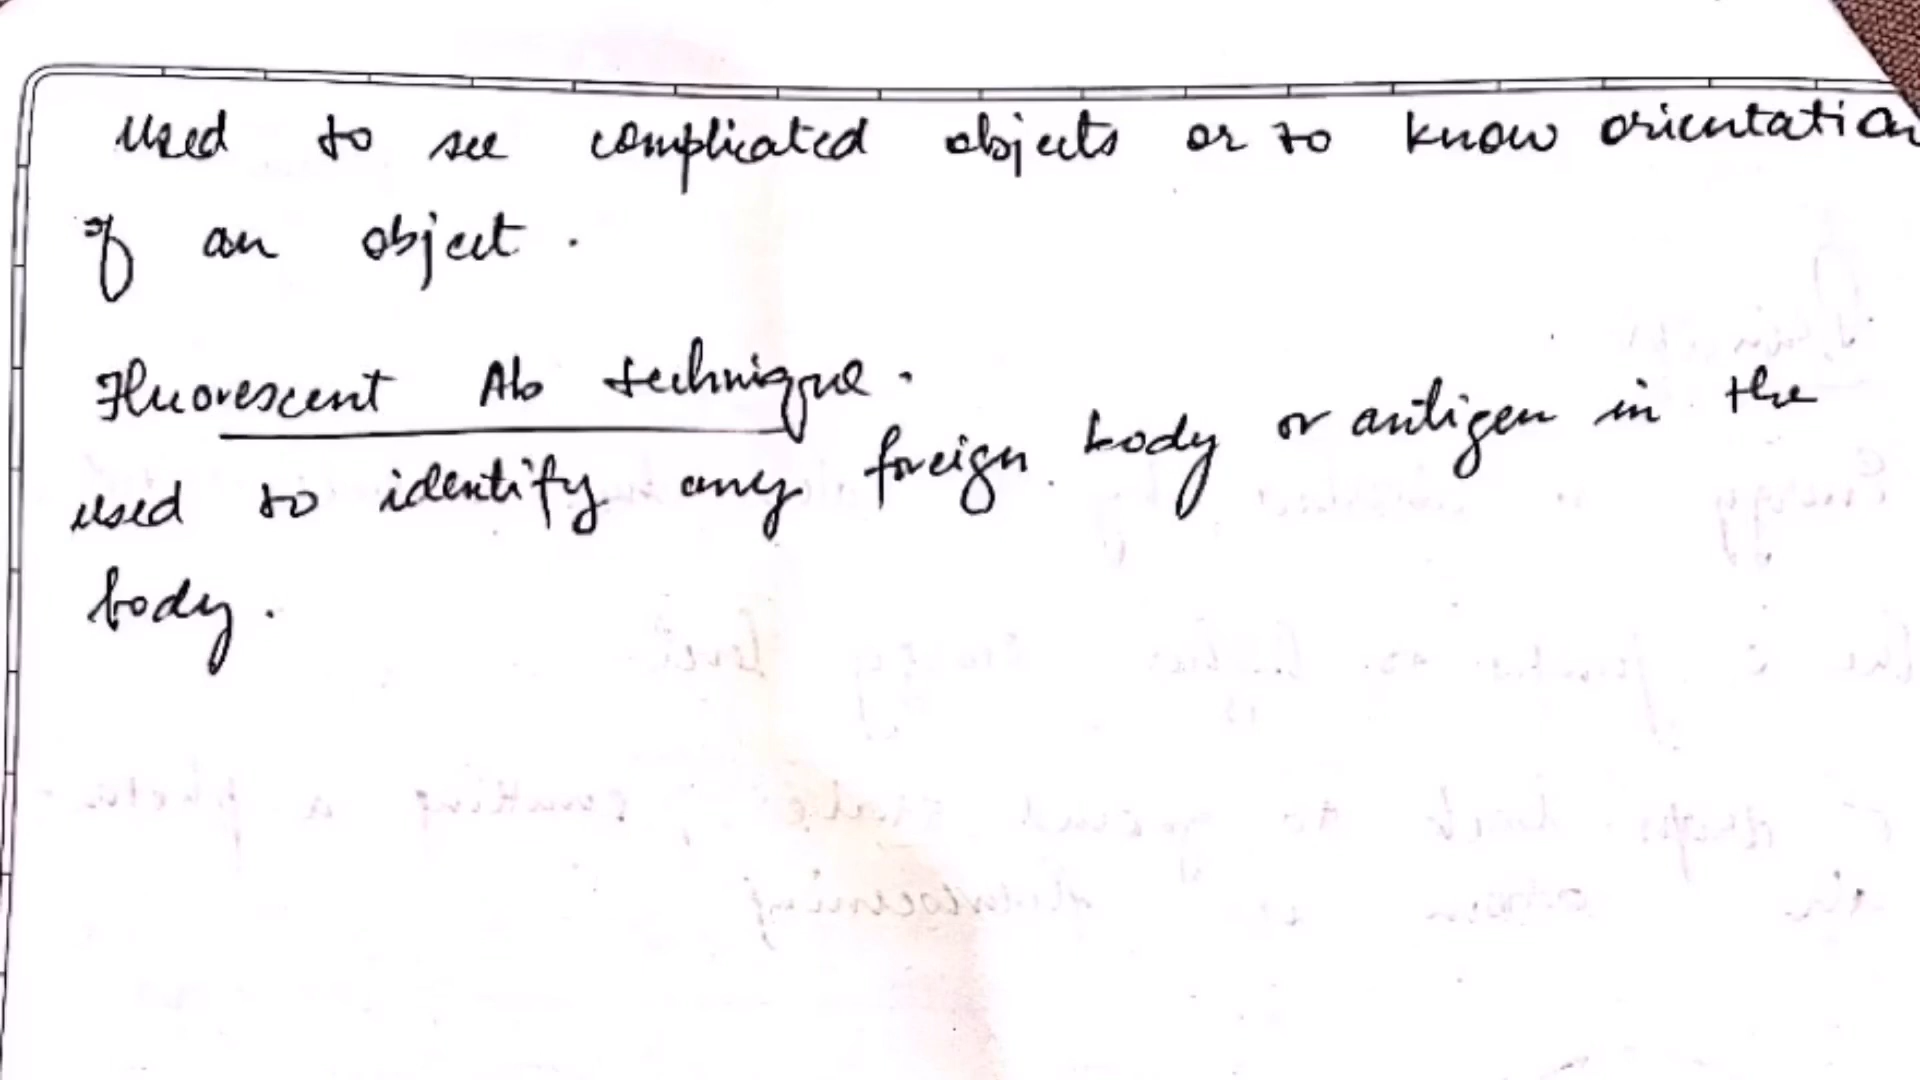 used to see complicated objects or to know orientation
of an object.
Fluorescent Ab technique.
used to identify any foreign body or antigen in the
body.